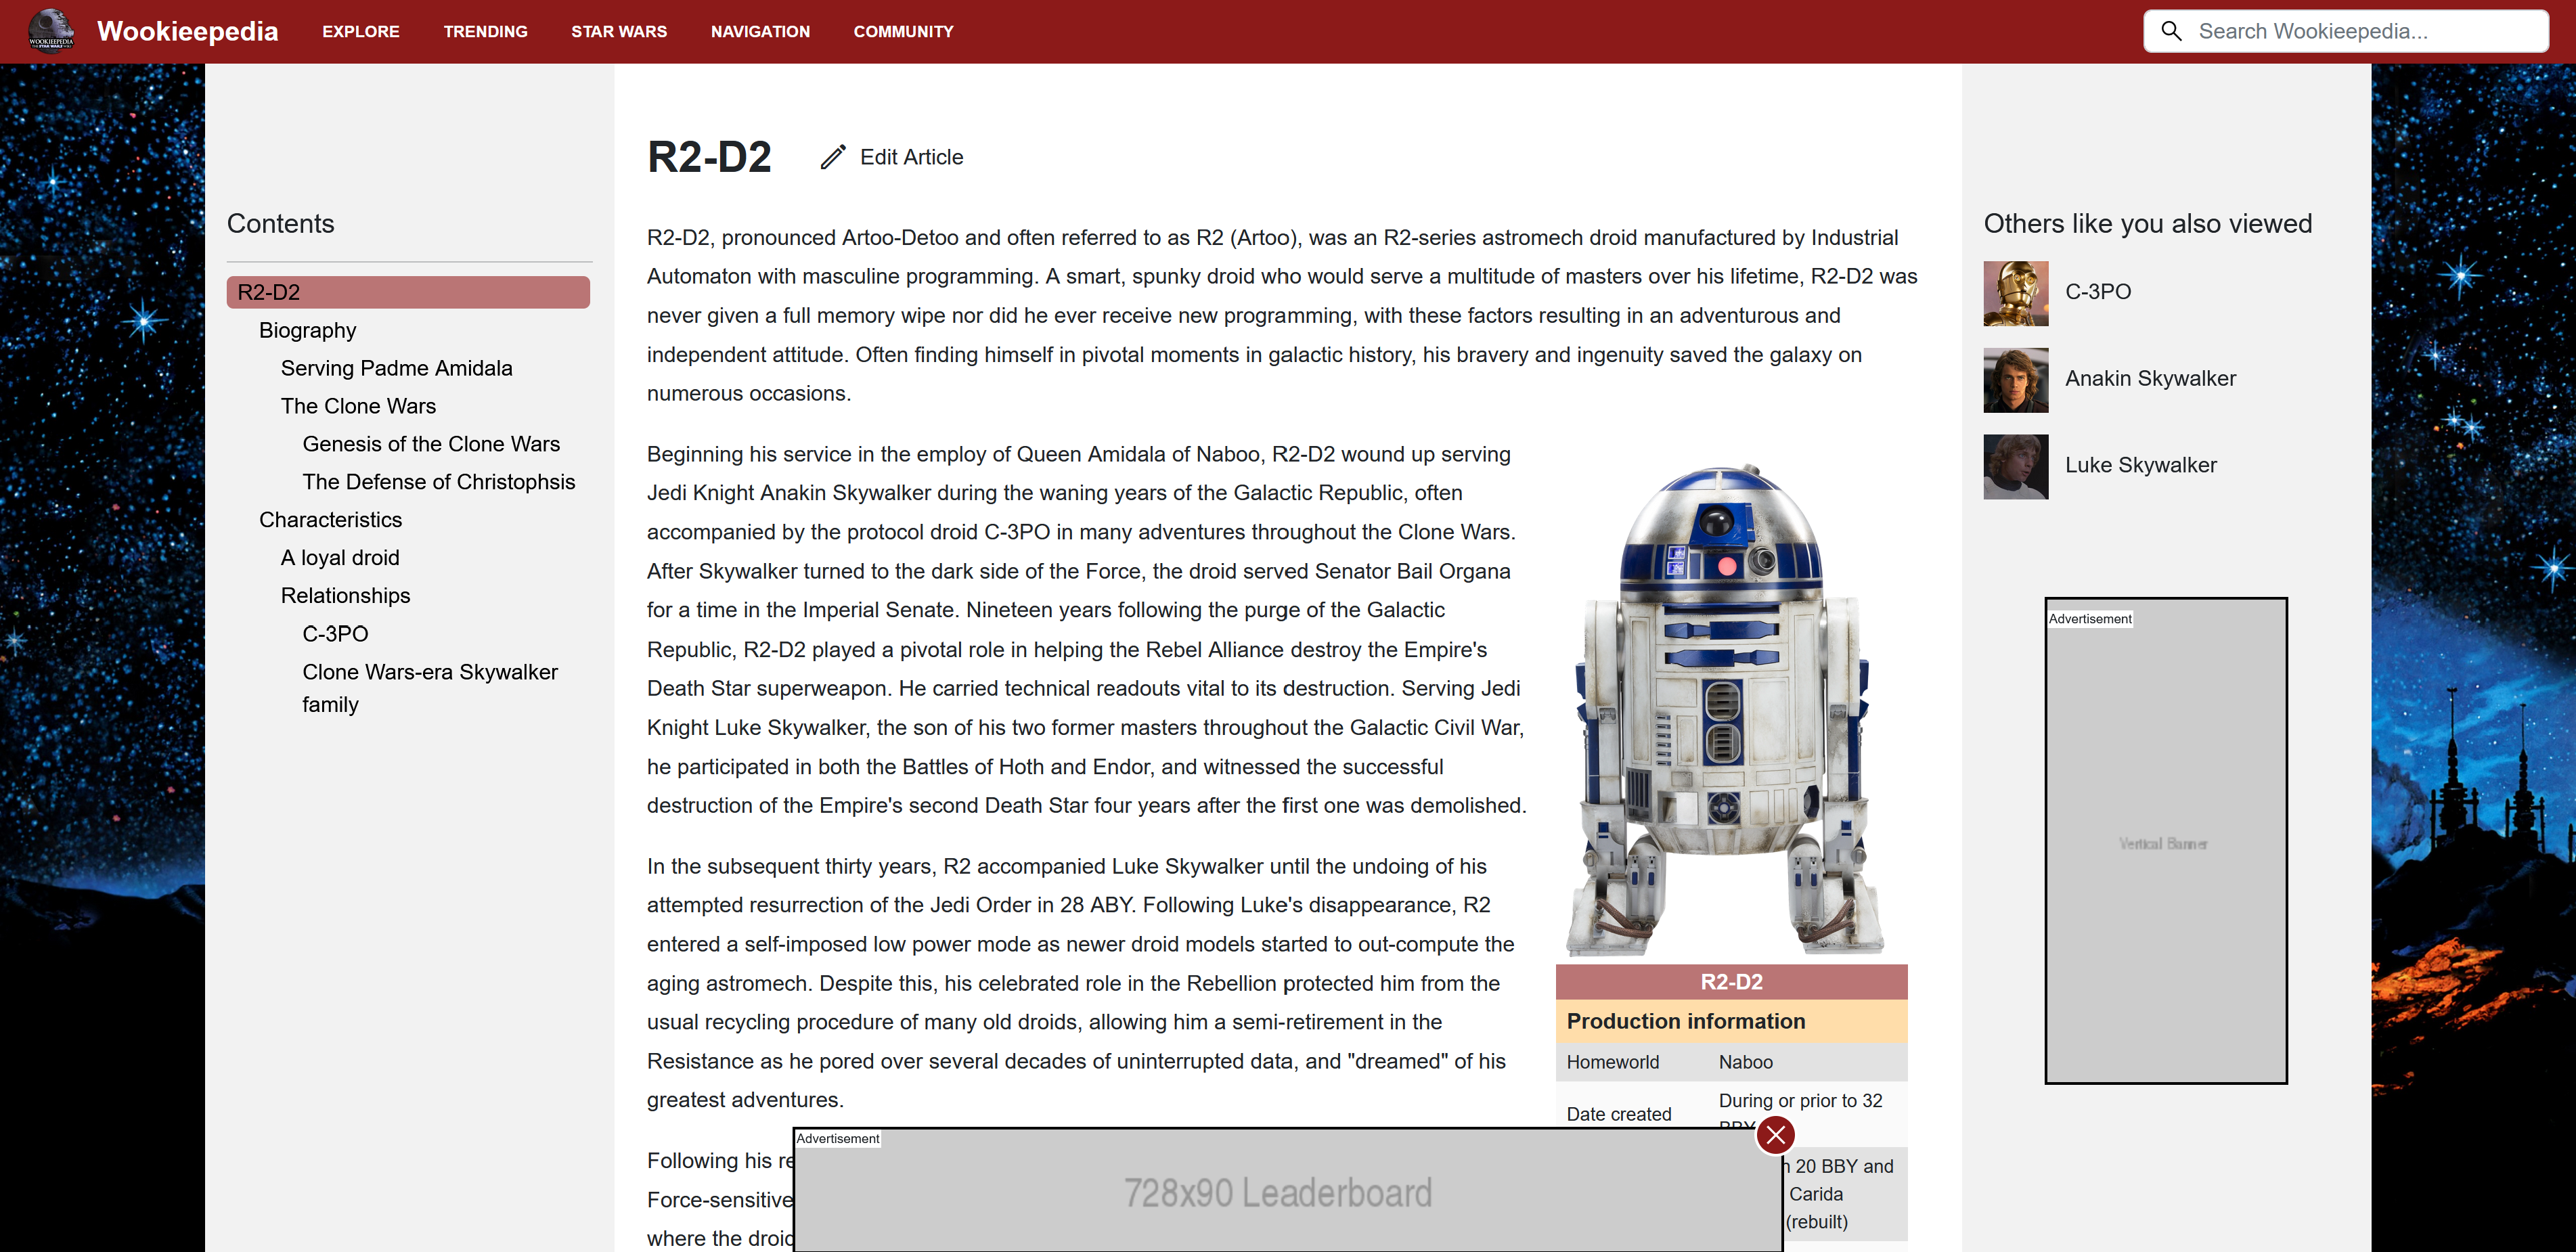 Wookieepedia
EXPLORE
TRENDING
STAR WARS
NAVIGATION
COMMUNITY
Search Wookieepedia...
Contents
R2-D2
Biography
Serving Padme Amidala
The Clone Wars
Genesis of the Clone Wars
The Defense of Christophsis
Characteristics
A loyal droid
Relationships
C-3PO
Clone Wars-era Skywalker
family
R2-D2
Edit Article
R2-D2, pronounced Artoo-Detoo and often referred to as R2 (Artoo), was an R2-series astromech droid manufactured by Industrial
Automaton with masculine programming. A smart, spunky droid who would serve a multitude of masters over his lifetime, R2-D2 was
never given a full memory wipe nor did he ever receive new programming, with these factors resulting in an adventurous and
independent attitude. Often finding himself in pivotal moments in galactic history, his bravery and ingenuity saved the galaxy on
numerous occasions.
Beginning his service in the employ of Queen Amidala of Naboo, R2-D2 wound up serving
Jedi Knight Anakin Skywalker during the waning years of the Galactic Republic, often
accompanied by the protocol droid C-3PO in many adventures throughout the Clone Wars.
After Skywalker turned to the dark side of the Force, the droid served Senator Bail Organa
for a time in the Imperial Senate. Nineteen years following the purge of the Galactic
Republic, R2-D2 played a pivotal role in helping the Rebel Alliance destroy the Empire's
Death Star superweapon. He carried technical readouts vital to its destruction. Serving Jedi
Knight Luke Skywalker, the son of his two former masters throughout the Galactic Civil War,
he participated in both the Battles of Hoth and Endor, and witnessed the successful
destruction of the Empire's second Death Star four years after the first one was demolished.
In the subsequent thirty years, R2 accompanied Luke Skywalker until the undoing of his
attempted resurrection of the Jedi Order in 28 ABY. Following Luke's disappearance, R2
entered a self-imposed low power mode as newer droid models started to out-compute the
aging astromech. Despite this, his celebrated role in the Rebellion protected him from the
usual recycling procedure of many old droids, allowing him a semi-retirement in the
Resistance as he pored over several decades of uninterrupted data, and "dreamed" of his
greatest adventures.
Following his
Force-sensitive
where the droid
R2-D2
Production information
Homeworld Naboo
Date created During or prior to 32
BBY
20 BBY and
Carida
(rebuilt)
Advertisement
728x90 Leaderboard
Others like you also viewed
C-3PO
Anakin Skywalker
Luke Skywalker
Advertisement
Vertical Banner